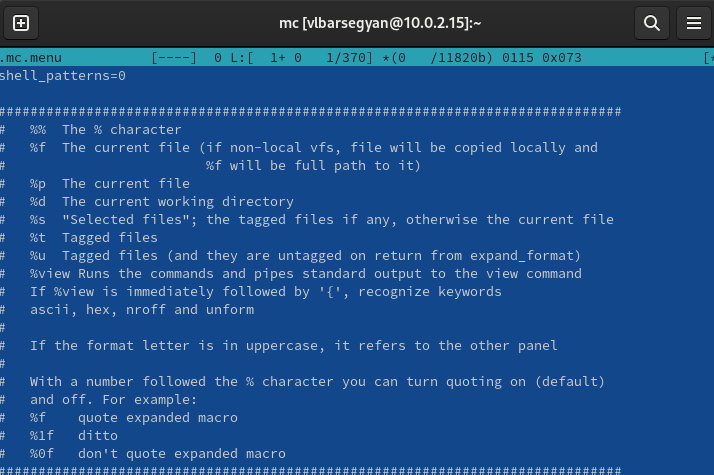 mc [vlbarsegyan@10.0.2.15]:~
.mc.menu [----] 0 L:[ 1+ 0 1/370] *(0 /11820b) 0115 0x073 [*
shell_patterns=0
###############################################################################
# %% The % character
# %f The current file (if non-local vfs, file will be copied locally and
# %f will be full path to it)
# %p The current file
# %d The current working directory
# %s "Selected files"; the tagged files if any, otherwise the current file
# %t Tagged files
# %u Tagged files (and they are untagged on return from expand_format)
# %view Runs the commands and pipes standard output to the view command
# If %view is immediately followed by '{', recognize keywords
# ascii, hex, nroff and unform
#
# If the format letter is in uppercase, it refers to the other panel
#
# With a number followed the % character you can turn quoting on (default)
# and off. For example:
# %f quote expanded macro
# %1f ditto
# %0f don't quote expanded macro
###############################################################################